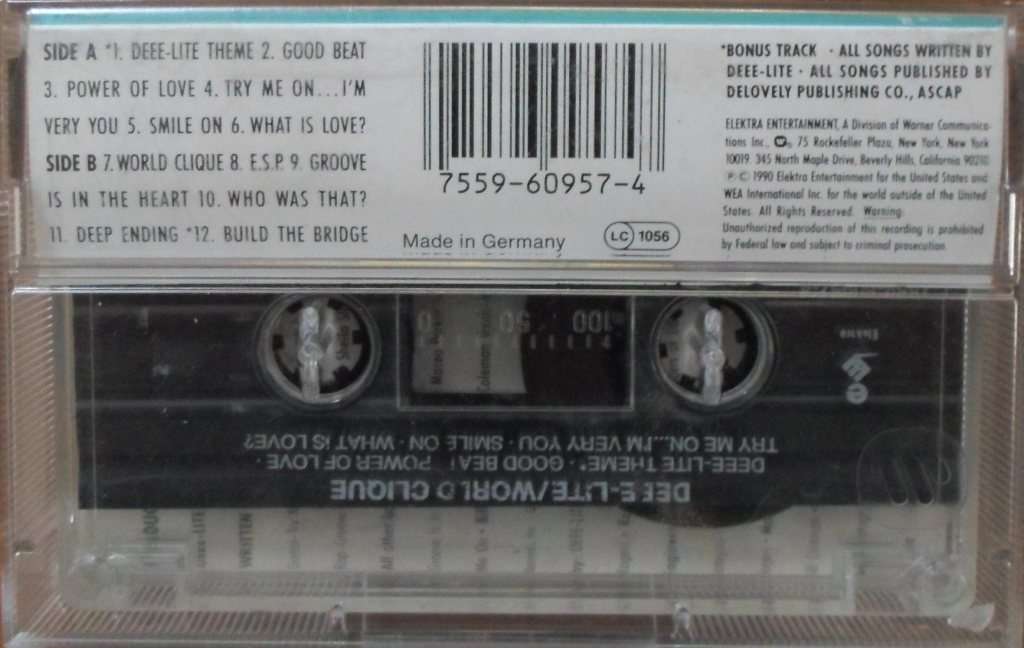 SIDE A *1. DEEE-LITE THEME 2. GOOD BEAT
3. POWER OF LOVE 4. TRY ME ON...I'M
VERY YOU 5. SMILE ON 6. WHAT IS LOVE?
SIDE B 7. WORLD CLIQUE 8. E.S.P. 9. GROOVE
IS IN THE HEART 10. WHO WAS THAT?
11. DEEP ENDING *12. BUILD THE BRIDGE
7559-60957-4
Made in Germany
LC 1056
*BONUS TRACK · ALL SONGS WRITTEN BY
DEEE-LITE · ALL SONGS PUBLISHED BY
DELOVELY PUBLISHING CO., ASCAP
ELEKTRA ENTERTAINMENT, A Division of Warner Communica-
tions Inc., 75 Rockefeller Plaza, New York, New York
10019. 345 North Maple Drive, Beverly Hills, California 90210
℗ © 1990 Elektra Entertainment for the United States and
WEA International Inc. for the world outside of the United
States. All Rights Reserved. Warning:
Unauthorized reproduction of this recording is prohibited
by Federal law and subject to criminal prosecution.
DEEE-LITE/WORLD CLIQUE
DEEE-LITE THEME* · GOOD BEAT · POWER OF LOVE ·
TRY ME ON...I'M VERY YOU · SMILE ON · WHAT IS LOVE?
Elektra
100 50 0
WRITTEN